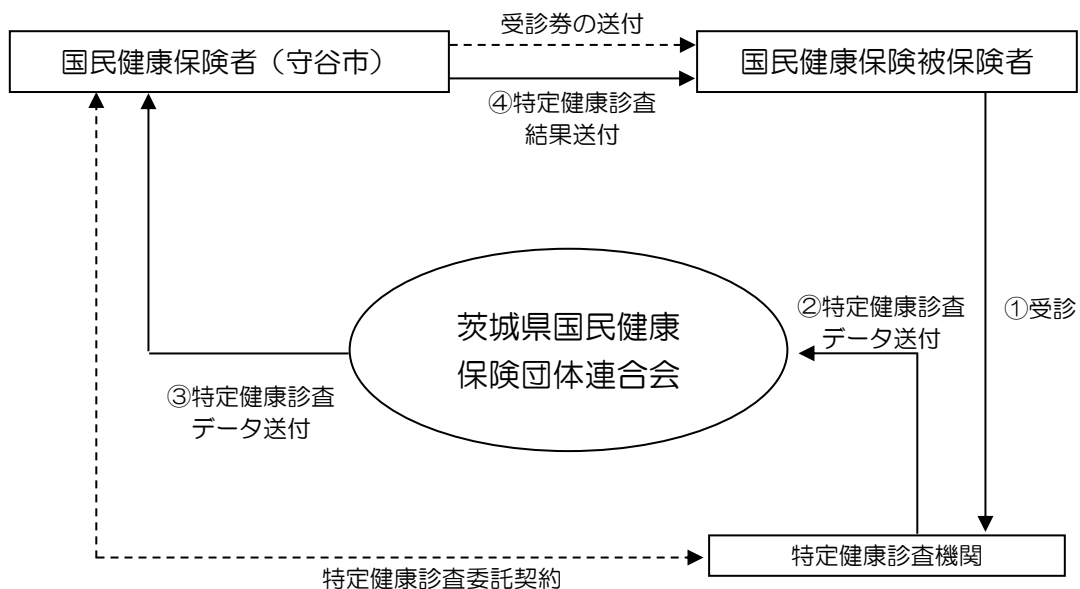 受診券の送付
国民健康保険者（守谷市）
国民健康保険被保険者
④特定健康診査
結果送付
②特定健康診査
データ送付
①受診
茨城県国民健康
保険団体連合会
③特定健康診査
データ送付
特定健康診査機関
特定健康診査委託契約